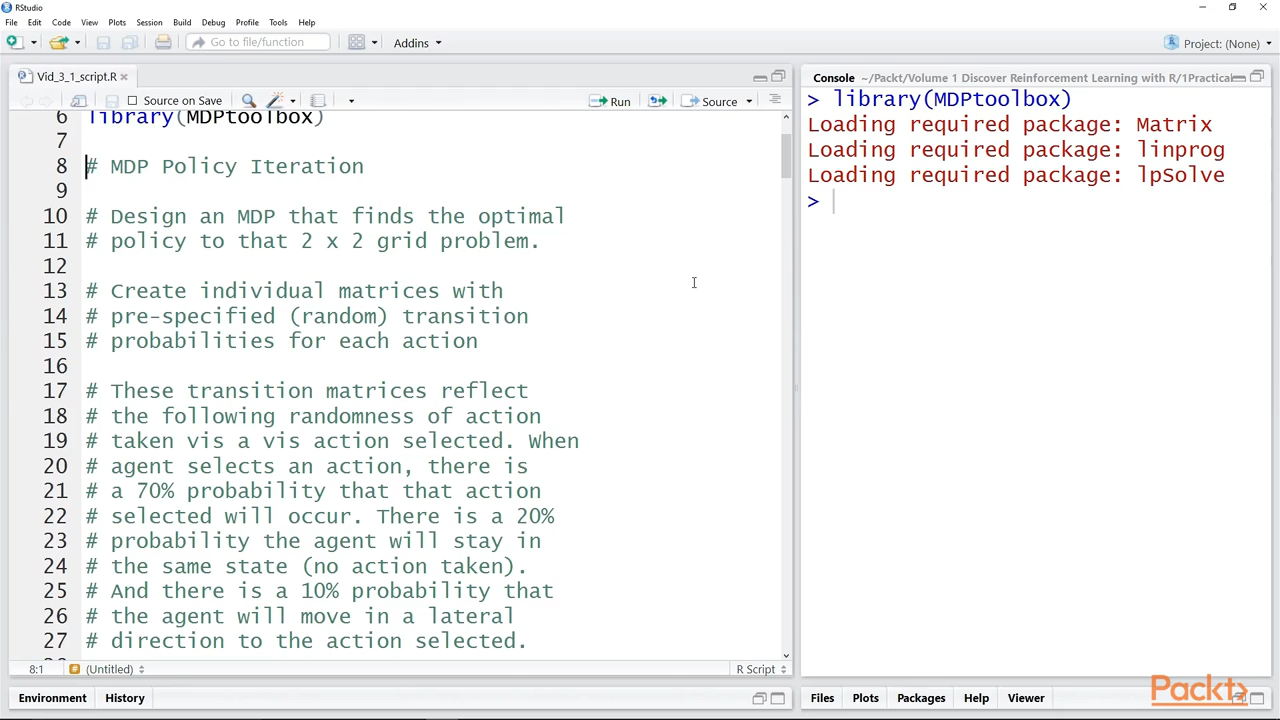 RStudio
File Edit Code View Plots Session Build Debug Profile Tools Help
Go to file/function Addins Project: (None)
Vid_3_1_script.R
Source on Save Run Source
6 library(MDPtoolbox)
7
8 # MDP Policy Iteration
9
10 # Design an MDP that finds the optimal
11 # policy to that 2 x 2 grid problem.
12
13 # Create individual matrices with
14 # pre-specified (random) transition
15 # probabilities for each action
16
17 # These transition matrices reflect
18 # the following randomness of action
19 # taken vis a vis action selected. When
20 # agent selects an action, there is
21 # a 70% probability that that action
22 # selected will occur. There is a 20%
23 # probability the agent will stay in
24 # the same state (no action taken).
25 # And there is a 10% probability that
26 # the agent will move in a lateral
27 # direction to the action selected.
8:1 (Untitled) R Script
Environment History
Console ~/Packt/Volume 1 Discover Reinforcement Learning with R/1Practical
> library(MDPtoolbox)
Loading required package: Matrix
Loading required package: linprog
Loading required package: lpSolve
>
Files Plots Packages Help Viewer
Packt